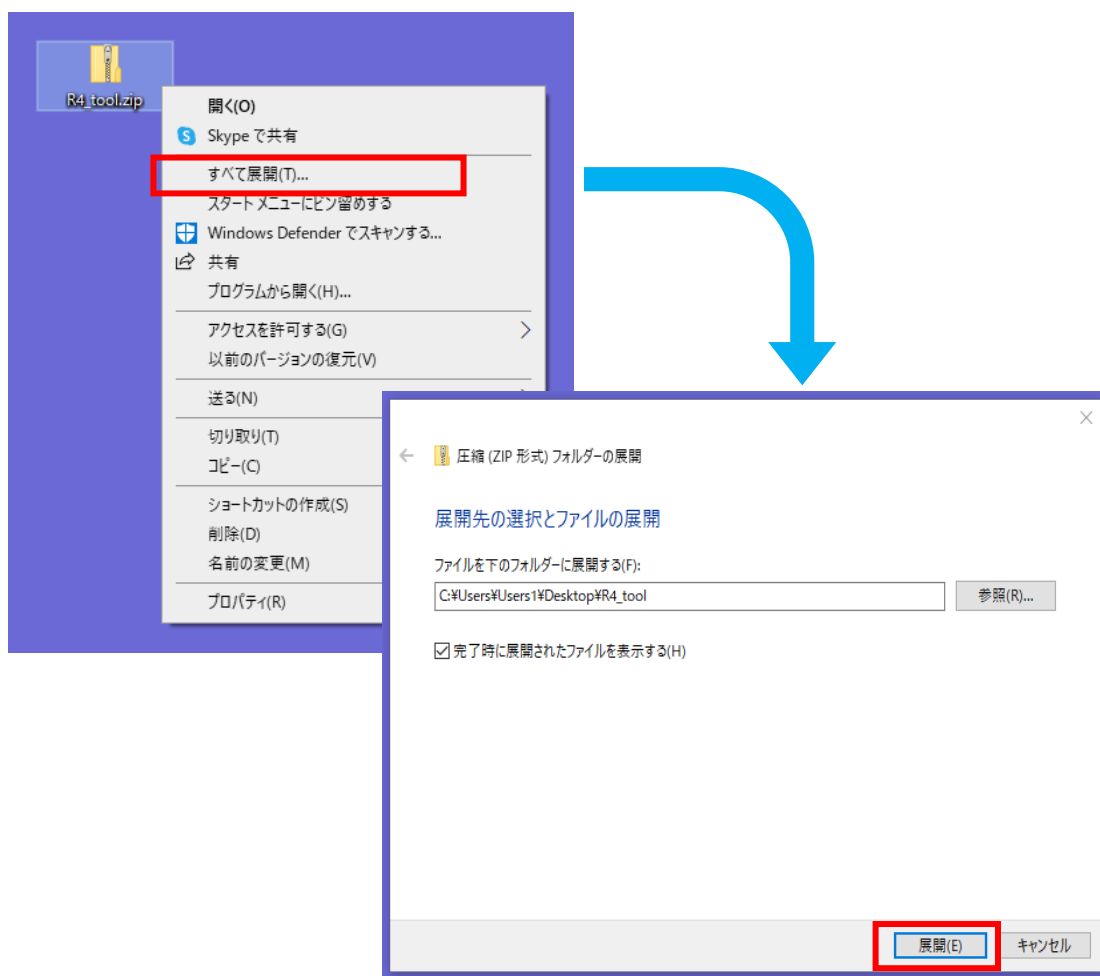 R4_tool.zip
開く(O)
Skype で共有
すべて展開(T)...
スタート メニューにピン留めする
Windows Defender でスキャンする...
共有
プログラムから開く(H)...
アクセスを許可する(G)
以前のバージョンの復元(V)
送る(N)
切り取り(T)
コピー(C)
ショートカットの作成(S)
削除(D)
名前の変更(M)
プロパティ(R)
圧縮 (ZIP 形式) フォルダーの展開
展開先の選択とファイルの展開
ファイルを下のフォルダーに展開する(F):
C:¥Users¥Users1¥Desktop¥R4_tool 参照(R)...
完了時に展開されたファイルを表示する(H)
展開(E) キャンセル